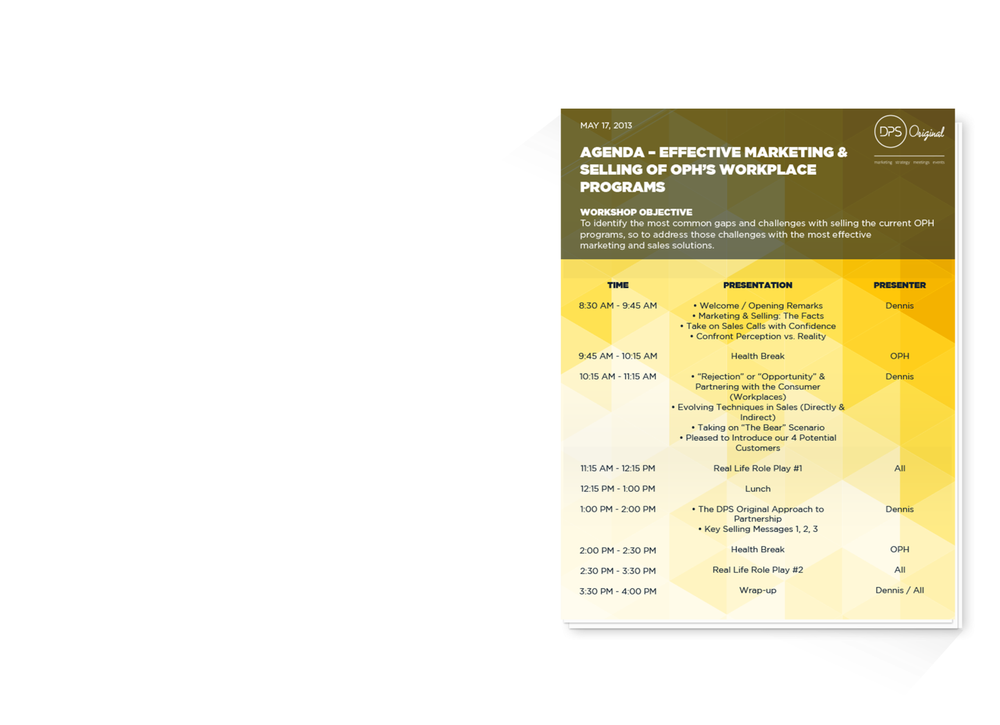 MAY 17, 2013
DPS Original
marketing strategy meetings events
AGENDA – EFFECTIVE MARKETING &
SELLING OF OPH’S WORKPLACE
PROGRAMS
WORKSHOP OBJECTIVE
To identify the most common gaps and challenges with selling the current OPH
programs, so to address those challenges with the most effective
marketing and sales solutions.
TIME PRESENTATION PRESENTER
8:30 AM - 9:45 AM • Welcome / Opening Remarks Dennis
• Marketing & Selling: The Facts
• Take on Sales Calls with Confidence
• Confront Perception vs. Reality
9:45 AM - 10:15 AM Health Break OPH
10:15 AM - 11:15 AM • “Rejection” or “Opportunity” & Dennis
Partnering with the Consumer
(Workplaces)
• Evolving Techniques in Sales (Directly &
Indirect)
• Taking on “The Bear” Scenario
• Pleased to Introduce our 4 Potential
Customers
11:15 AM - 12:15 PM Real Life Role Play #1 All
12:15 PM - 1:00 PM Lunch
1:00 PM - 2:00 PM • The DPS Original Approach to Dennis
Partnership
• Key Selling Messages 1, 2, 3
2:00 PM - 2:30 PM Health Break OPH
2:30 PM - 3:30 PM Real Life Role Play #2 All
3:30 PM - 4:00 PM Wrap-up Dennis / All